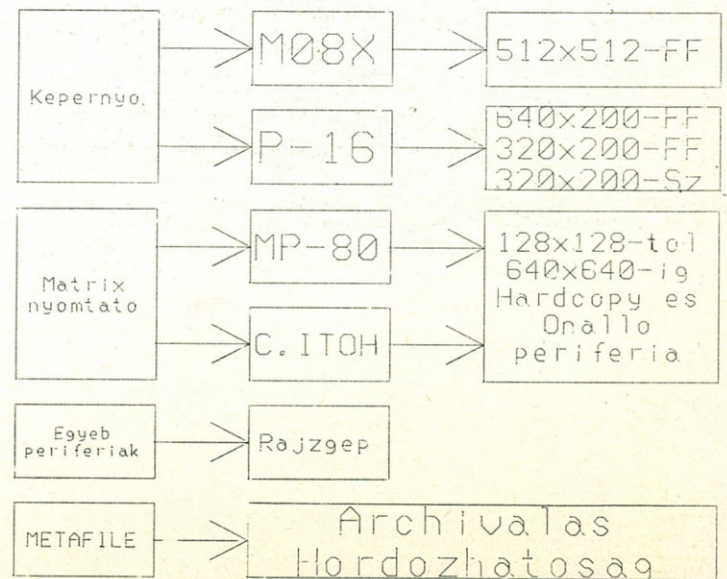 Kepernyo.
M08X
512x512-FF
P-16
640x200-FF
320x200-FF
320x200-Sz
Matrix
nyomtato
MP-80
C.ITOH
128x128-tol
640x640-ig
Hardcopy es
Onallo
periferia
Egyeb
periferiak
Rajzgep
METAFILE
Archivalas
Hordozhatosag